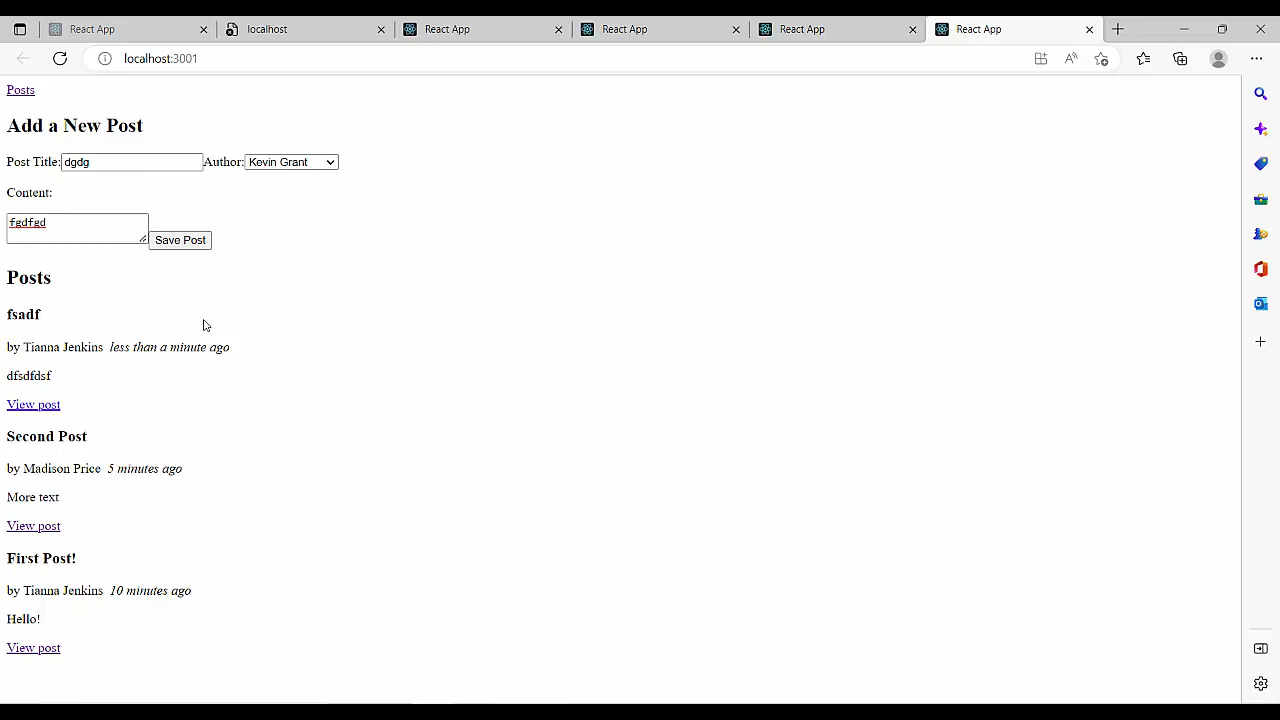 React App
localhost
React App
React App
React App
React App
localhost:3001
Posts
Add a New Post
Post Title: dgdg Author: Kevin Grant
Content:
fgdfgd
Save Post
Posts
fsadf
by Tianna Jenkins less than a minute ago
dfsdfdsf
View post
Second Post
by Madison Price 5 minutes ago
More text
View post
First Post!
by Tianna Jenkins 10 minutes ago
Hello!
View post